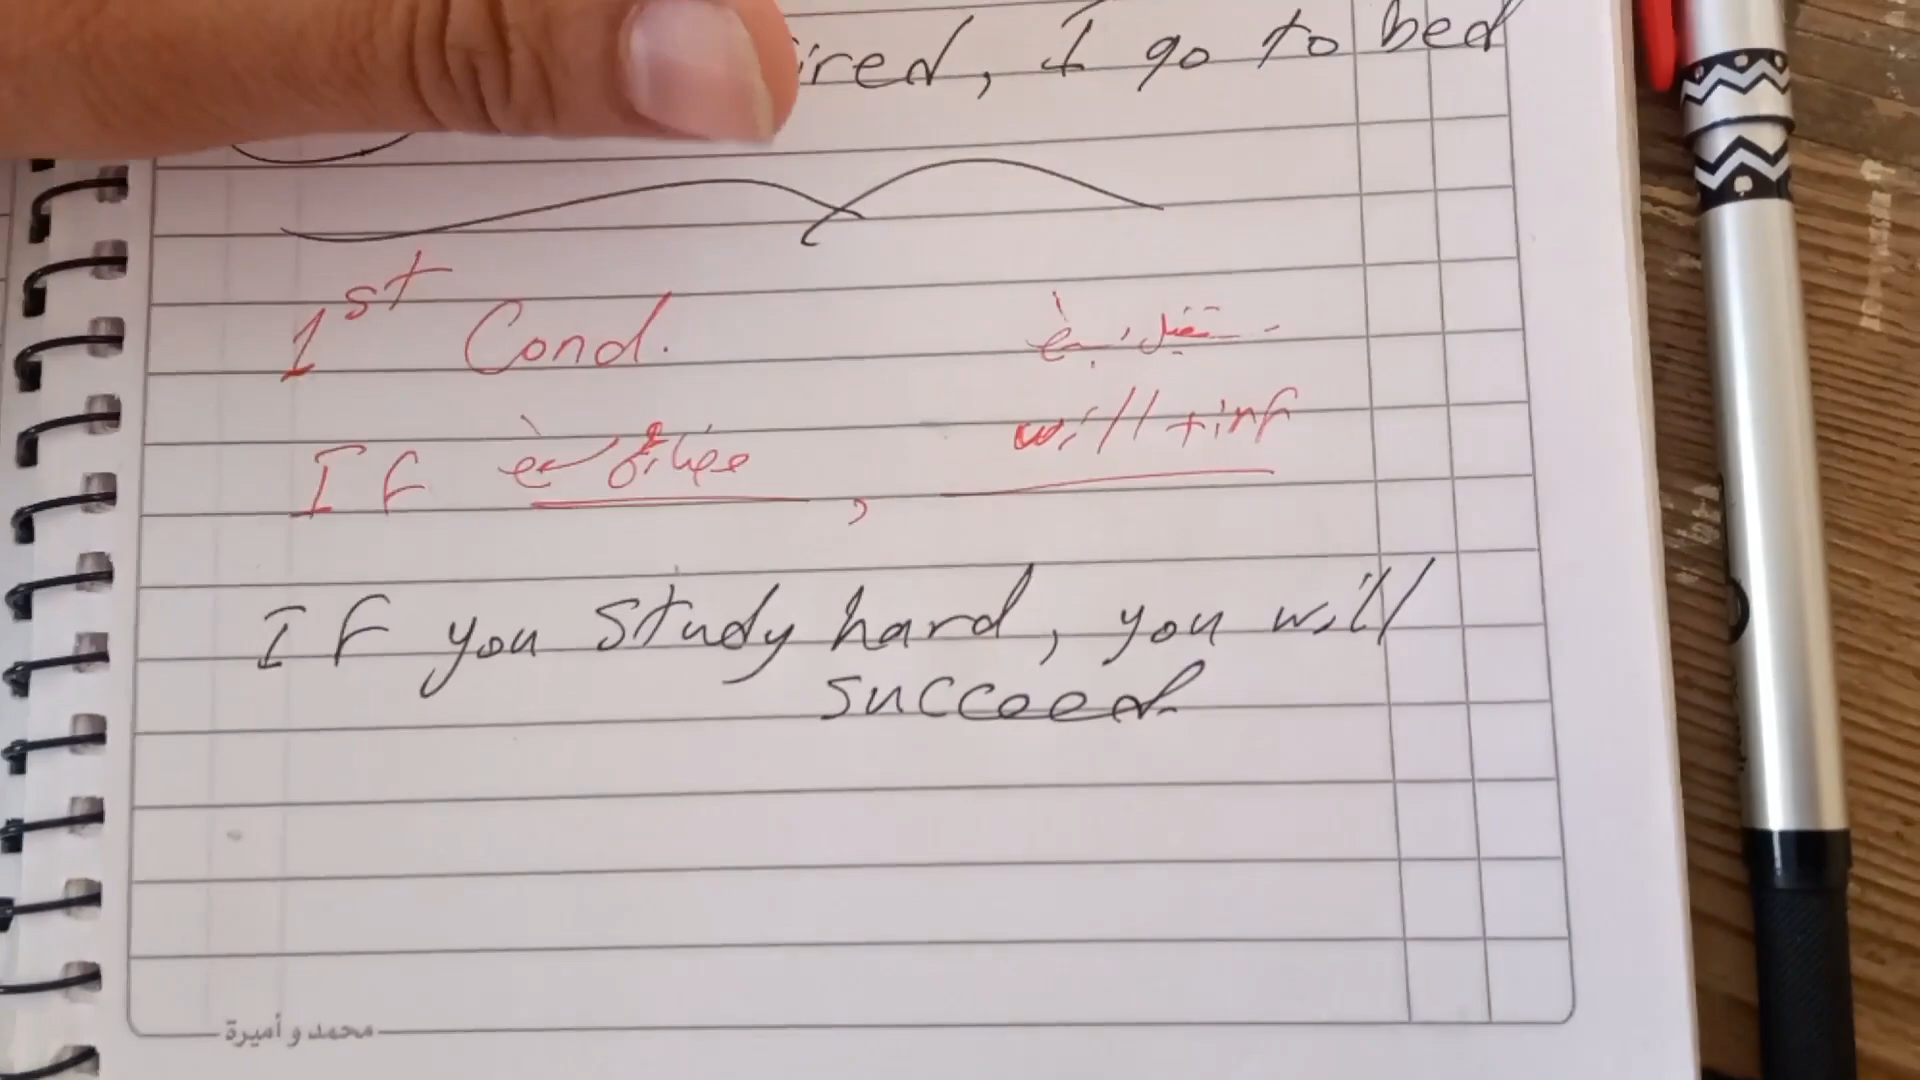 ired, I go to bed
1st Cond.
مستقبل بسيط
If مضارع بسيط , will + inf
If you study hard, you will
succeed.
محمد و أميرة